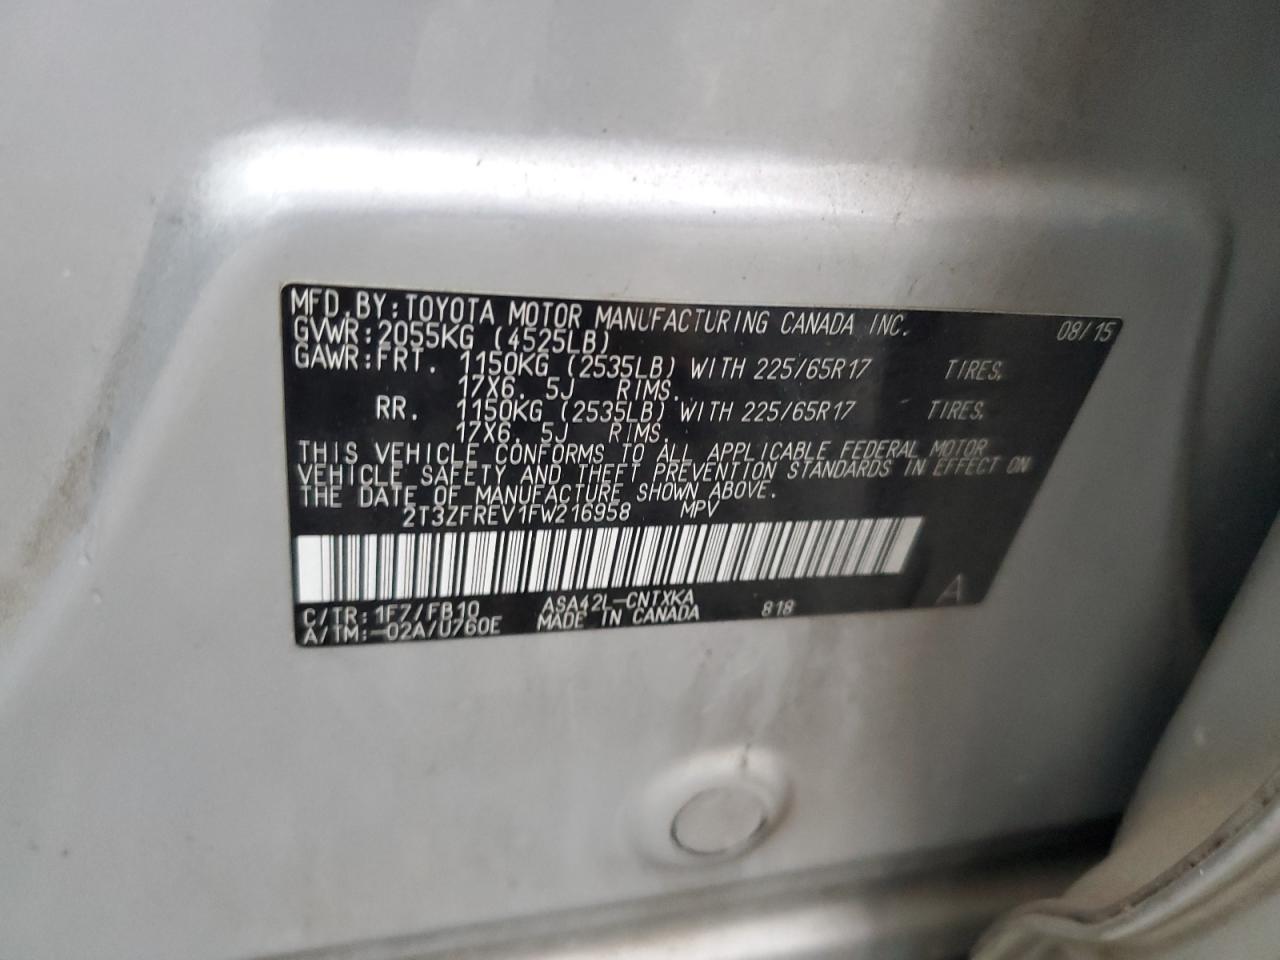 MFD. BY: TOYOTA MOTOR MANUFACTURING CANADA INC. 08/15
GVWR: 2055KG (4525LB)
GAWR: FRT. 1150KG (2535LB) WITH 225/65R17 TIRES,
17X6. 5J RIMS.
RR. 1150KG (2535LB) WITH 225/65R17 TIRES,
17X6. 5J RIMS.
THIS VEHICLE CONFORMS TO ALL APPLICABLE FEDERAL MOTOR
VEHICLE SAFETY AND THEFT PREVENTION STANDARDS IN EFFECT ON
THE DATE OF MANUFACTURE SHOWN ABOVE.
2T3ZFREV1FW216958 MPV
C/TR: 1F7/FB10 ASA42L-CNTXKA 818 A
A/TM:-02A/U760E MADE IN CANADA